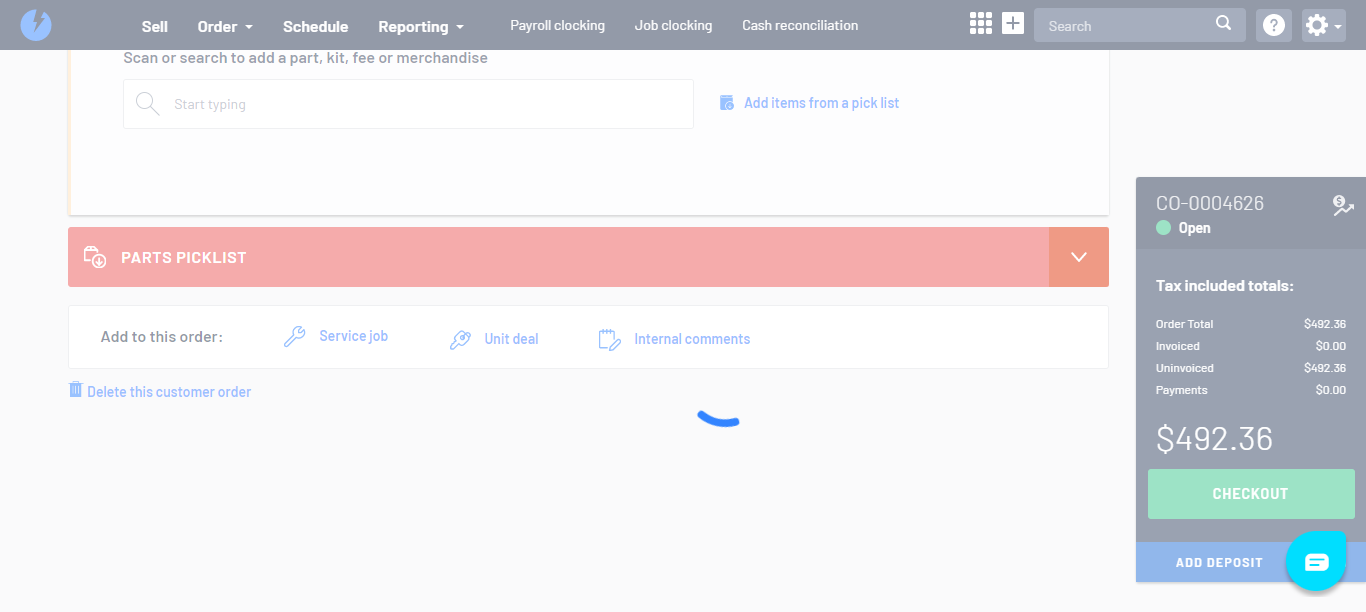 Sell Order Schedule Reporting Payroll clocking Job clocking Cash reconciliation Search
Scan or search to add a part, kit, fee or merchandise
Start typing
Add items from a pick list
PARTS PICKLIST
Add to this order: Service job Unit deal Internal comments
Delete this customer order
CO-0004626
Open
Tax included totals:
Order Total $492.36
Invoiced $0.00
Uninvoiced $492.36
Payments $0.00
$492.36
CHECKOUT
ADD DEPOSIT